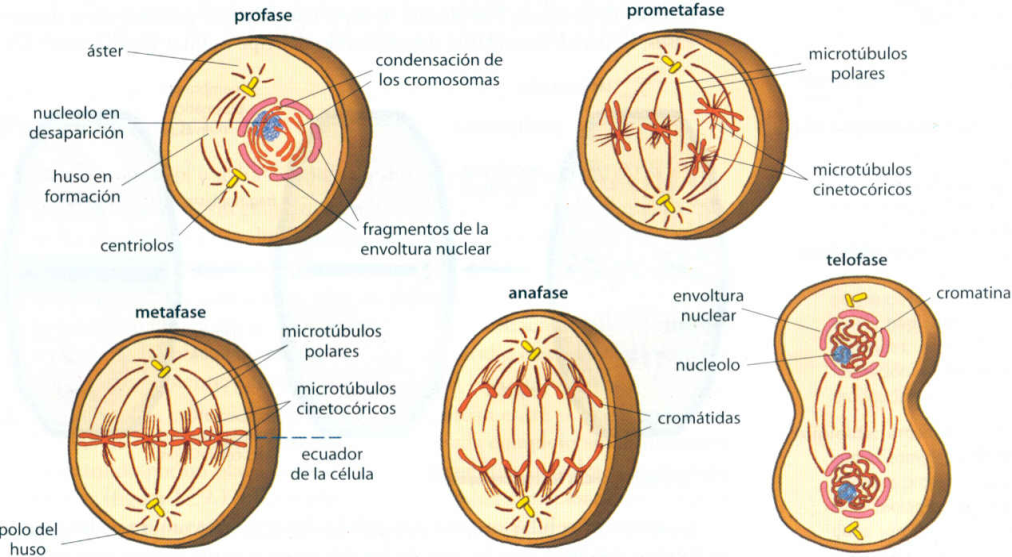 profase
áster
condensación de
los cromosomas
nucleolo en
desaparición
huso en
formación
centriolos
fragmentos de la
envoltura nuclear
prometafase
microtúbulos
polares
microtúbulos
cinetocóricos
metafase
microtúbulos
polares
microtúbulos
cinetocóricos
ecuador
de la célula
polo del
huso
anafase
cromátidas
telofase
envoltura
nuclear
cromatina
nucleolo